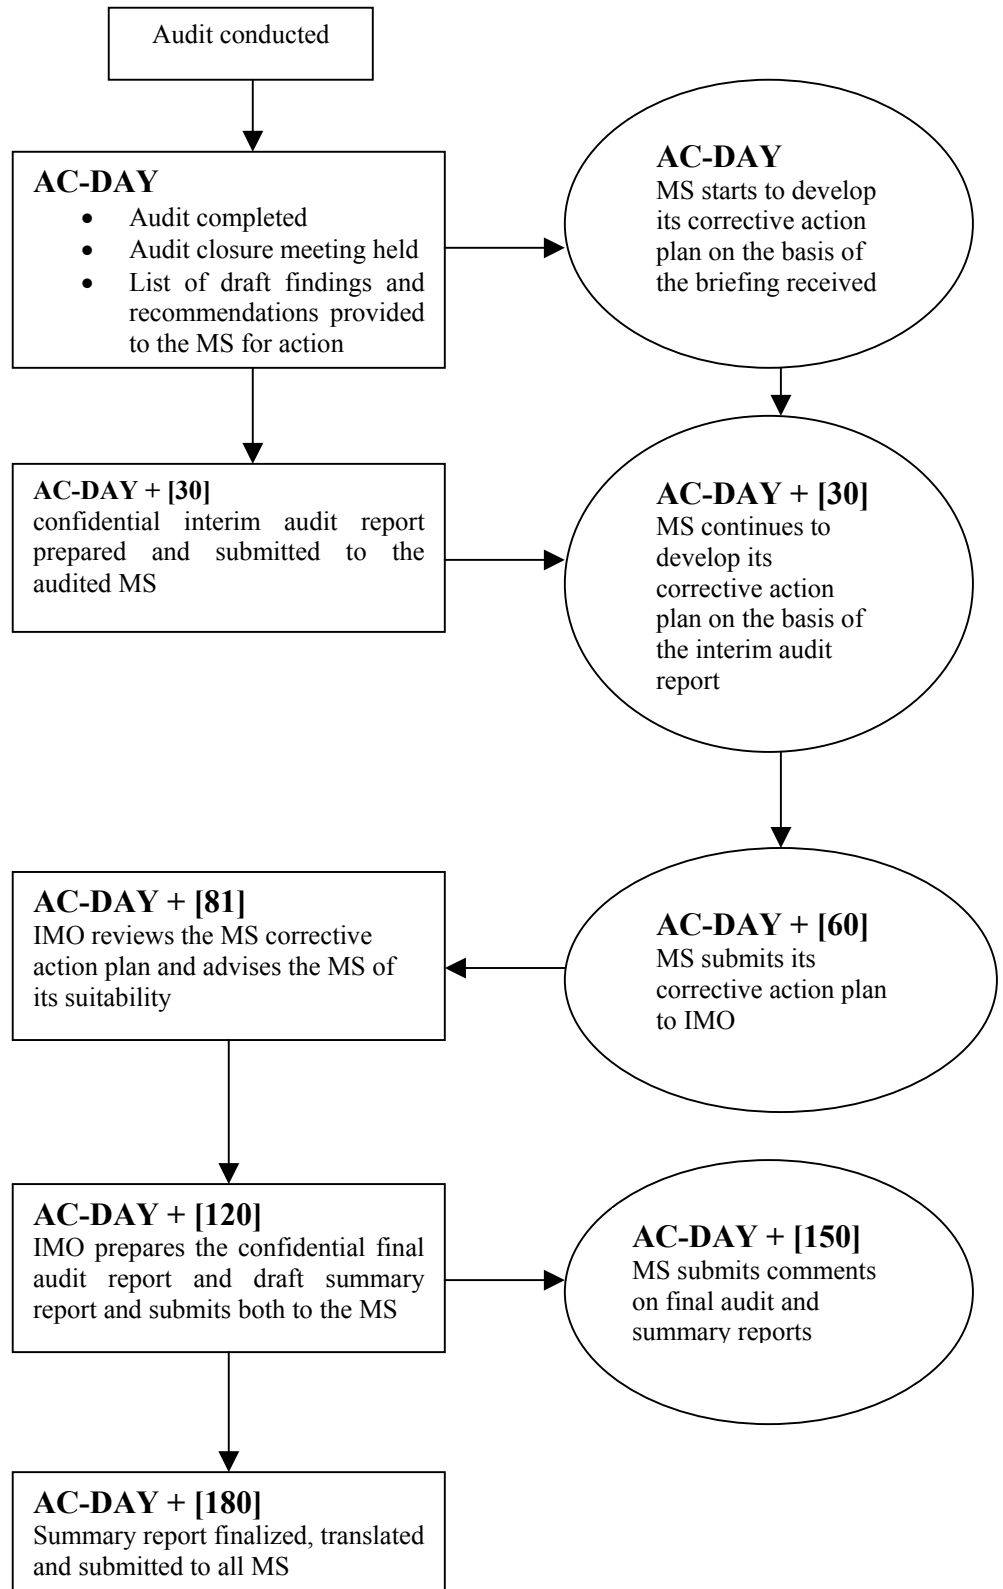 Audit conducted
AC-DAY
• Audit completed
• Audit closure meeting held
• List of draft findings and
recommendations provided
to the MS for action
AC-DAY
MS starts to develop
its corrective action
plan on the basis of
the briefing received
AC-DAY + [30]
confidential interim audit report
prepared and submitted to the
audited MS
AC-DAY + [30]
MS continues to
develop its
corrective action
plan on the basis of
the interim audit
report
AC-DAY + [81]
IMO reviews the MS corrective
action plan and advises the MS of
its suitability
AC-DAY + [60]
MS submits its
corrective action plan
to IMO
AC-DAY + [120]
IMO prepares the confidential final
audit report and draft summary
report and submits both to the MS
AC-DAY + [150]
MS submits comments
on final audit and
summary reports
AC-DAY + [180]
Summary report finalized, translated
and submitted to all MS